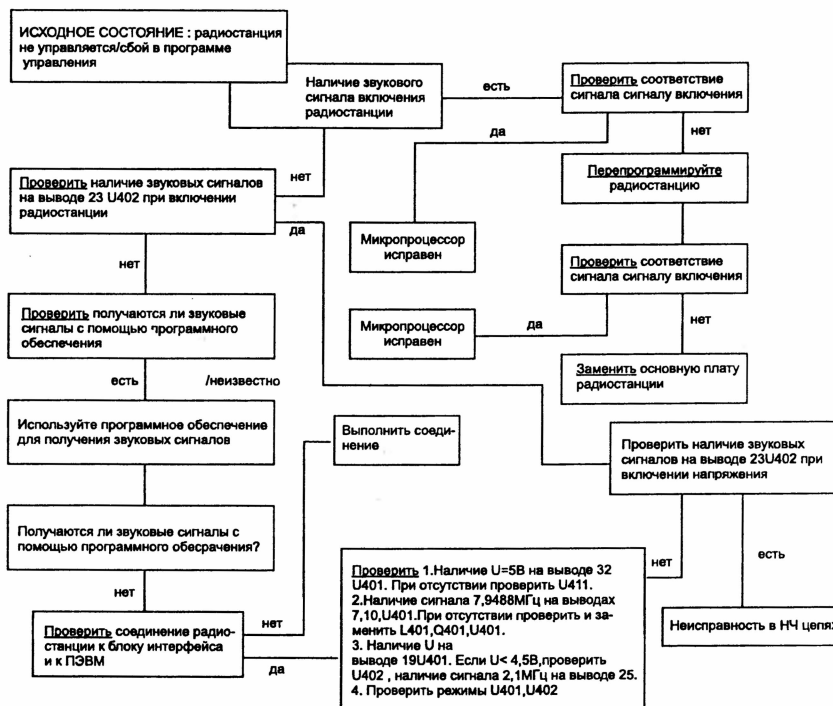 ИСХОДНОЕ СОСТОЯНИЕ : радиостанция
не управляется/сбой в программе
управления
Наличие звукового
сигнала включения
радиостанции
есть
Проверить соответствие
сигнала сигналу включения
да
нет
Перепрограммируйте
радиостанцию
нет
Проверить наличие звуковых сигналов
на выводе 23 U402 при включении
радиостанции
да
Микропроцессор
исправен
Проверить соответствие
сигнала сигналу включения
нет
Проверить получаются ли звуковые
сигналы с помощью программного
обеспечения
Микропроцессор
исправен
да
нет
Заменить основную плату
радиостанции
есть
/неизвестно
Используйте программное обеспечение
для получения звуковых сигналов
Выполнить соеди-
нение
Проверить наличие звуковых
сигналов на выводе 23U402 при
включении напряжения
Получаются ли звуковые сигналы с
помощью программного обесрачения?
нет
Проверить соединение радио-
станции к блоку интерфейса
и к ПЭВМ
нет
да
Проверить 1.Наличие U=5В на выводе 32
U401. При отсутствии проверить U411.
2.Наличие сигнала 7,9488МГц на выводах
7,10,U401.При отсутствии проверить и за-
менить L401,Q401,U401.
3. Наличие U на
выводе 19U401. Если U< 4,5В,проверить
U402 , наличие сигнала 2,1МГц на выводе 25.
4. Проверить режимы U401,U402
нет
есть
Неисправность в НЧ цепях